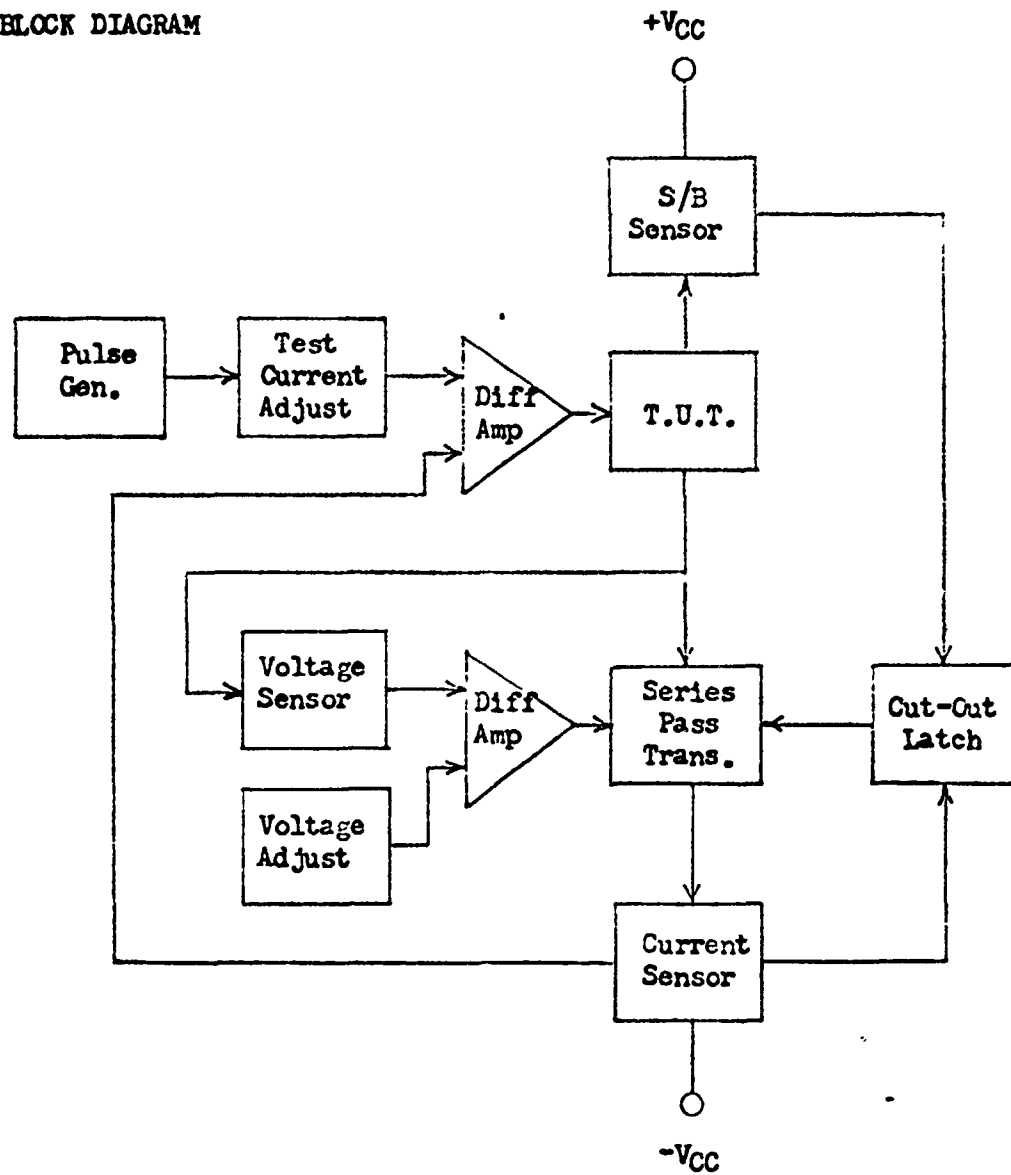 BLOCK DIAGRAM
+VCC
S/B
Sensor
Pulse
Gen.
Test
Current
Adjust
Diff
Amp
T.U.T.
Voltage
Sensor
Diff
Amp
Series
Pass
Trans.
Cut-Out
Latch
Voltage
Adjust
Current
Sensor
-VCC